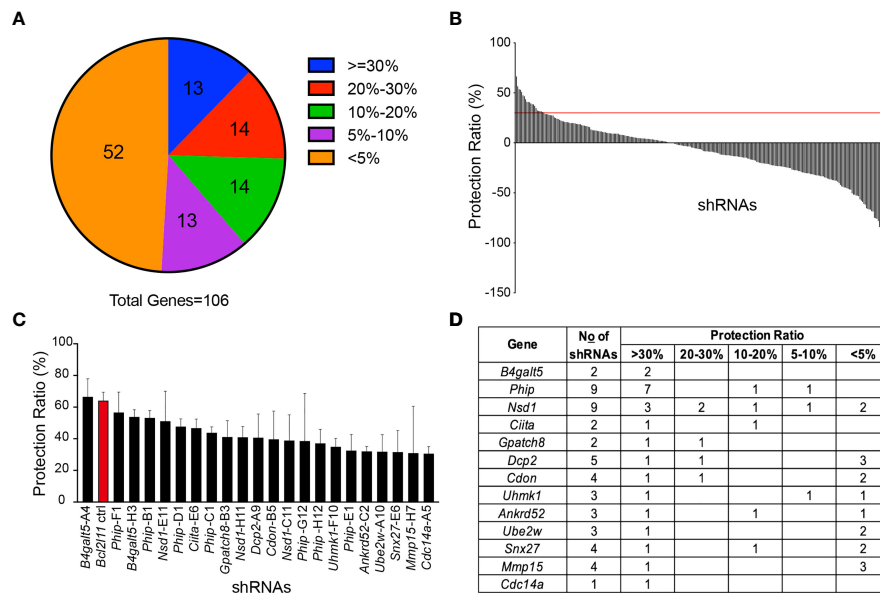 A
13
14
14
13
52
>=30%
20%-30%
10%-20%
5%-10%
<5%
Total Genes=106
B
Protection Ratio (%)
100
50
0
-50
-100
-150
shRNAs
C
Protection Ratio (%)
100
80
60
40
20
0
B4galt5-A4
Bcl2l11 ctrl
Phip-F1
B4galt5-H3
Phip-B1
Nsd1-E11
Phip-D1
Ciita-E6
Phip-C1
Gpatch8-B3
Nsd1-H11
Dcp2-A9
Cdon-B5
Nsd1-C11
Phip-G12
Phip-H12
Uhmk1-F10
Phip-E1
Ankrd52-C2
Ube2w-A10
Snx27-E6
Mmp15-H7
Cdc14a-A5
shRNAs
D
Gene No of shRNAs Protection Ratio
>30% 20-30% 10-20% 5-10% <5%
B4galt5 2 2
Phip 9 7 1 1
Nsd1 9 3 2 1 1 2
Ciita 2 1 1
Gpatch8 2 1 1
Dcp2 5 1 1 3
Cdon 4 1 1 2
Uhmk1 3 1 1 1
Ankrd52 3 1 1 1
Ube2w 3 1 2
Snx27 4 1 1 2
Mmp15 4 1 3
Cdc14a 1 1